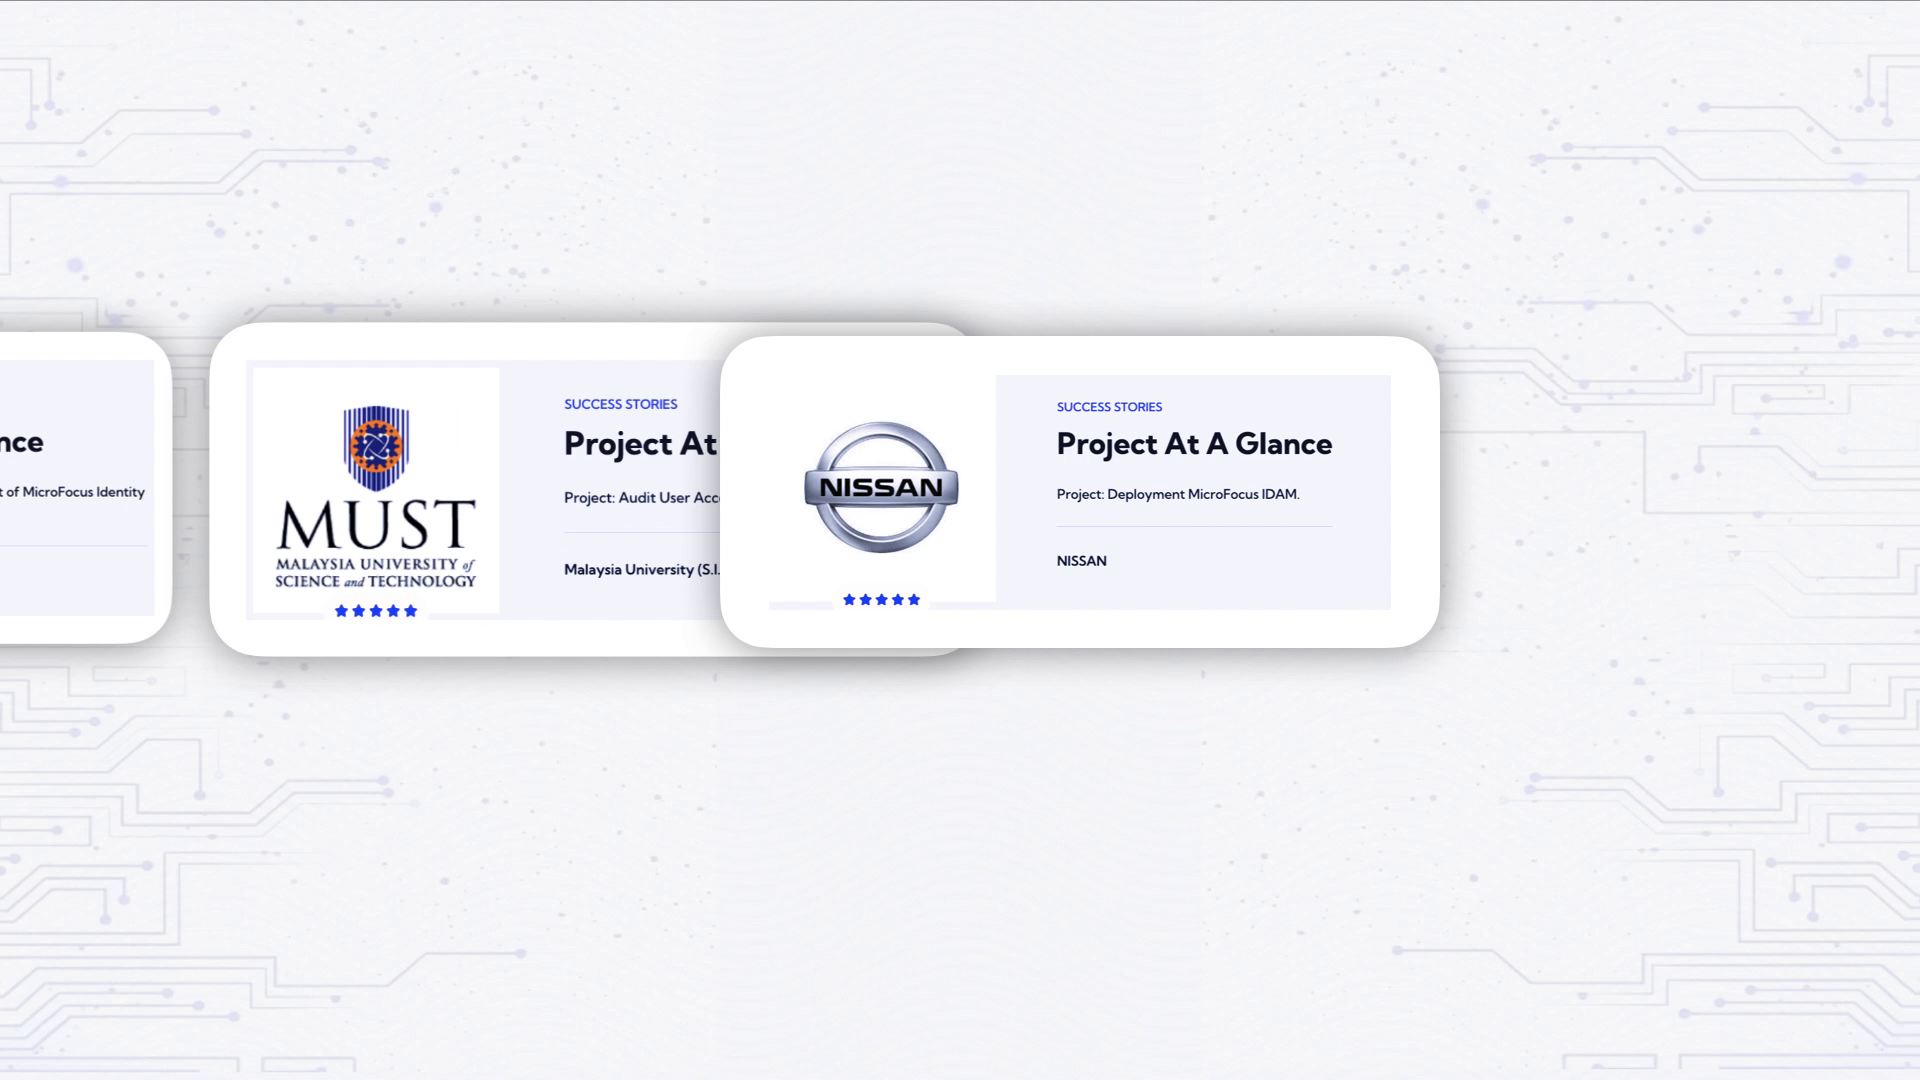 nce
t of MicroFocus Identity
MUST
MALAYSIA UNIVERSITY of
SCIENCE and TECHNOLOGY
SUCCESS STORIES
Project At
Project: Audit User Acc
Malaysia University (S.I.
NISSAN
SUCCESS STORIES
Project At A Glance
Project: Deployment MicroFocus IDAM.
NISSAN